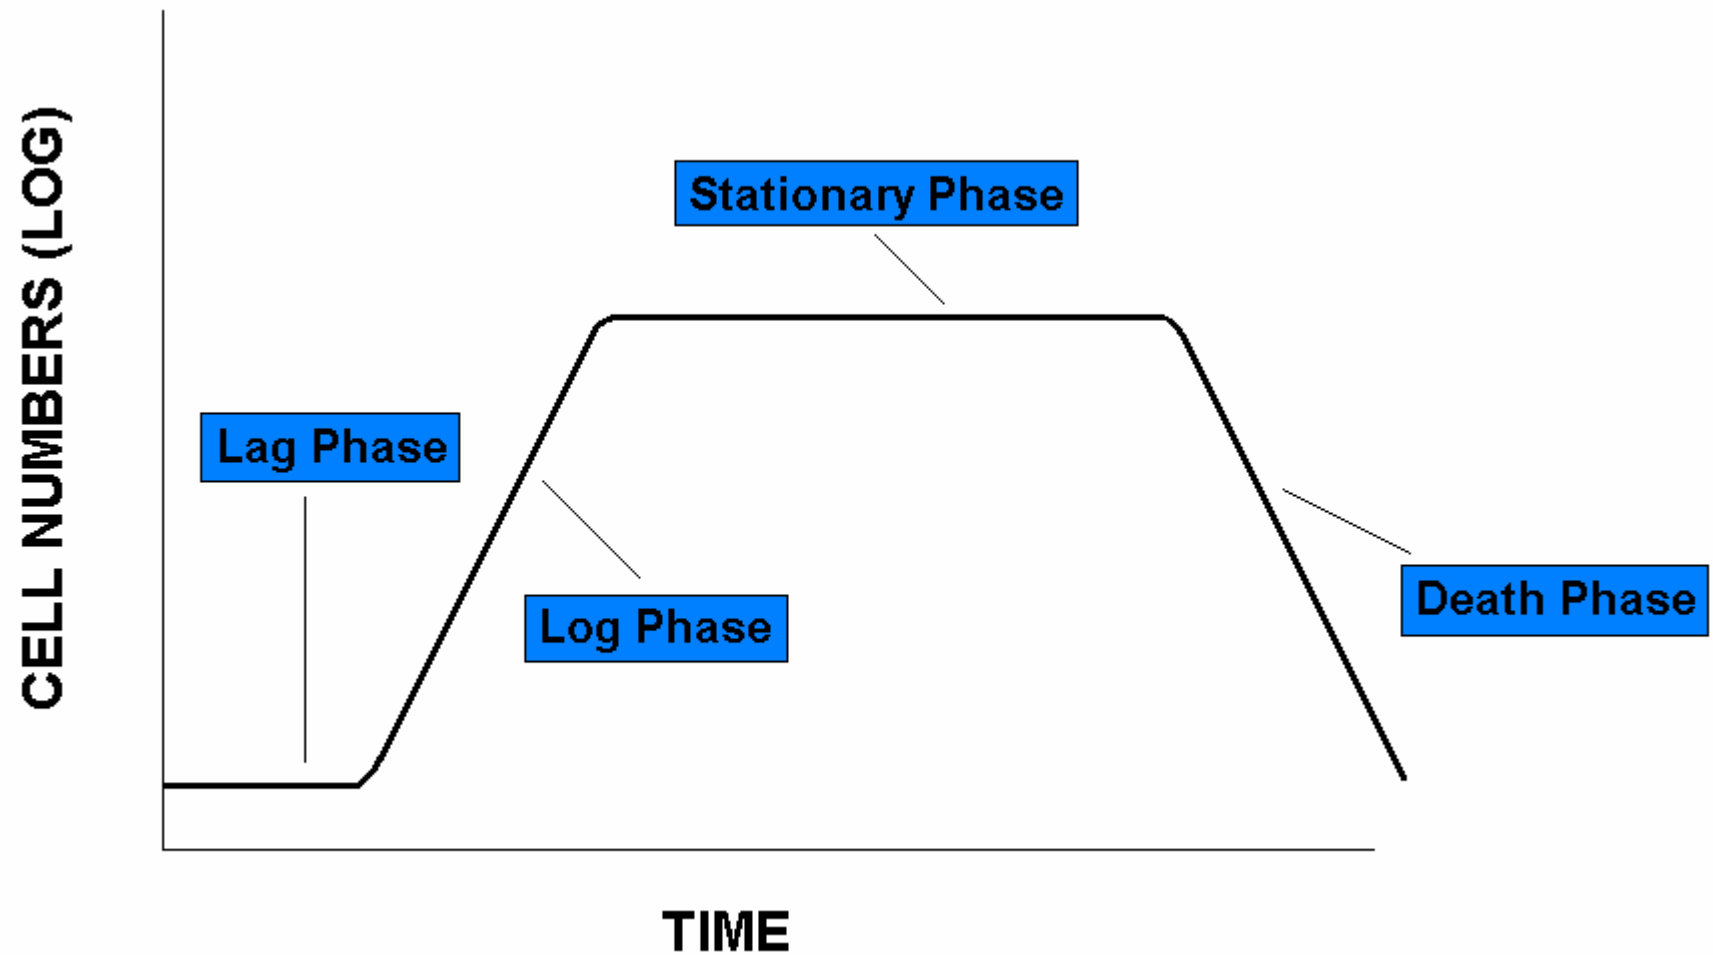 CELL NUMBERS (LOG)
Stationary Phase
Lag Phase
Log Phase
Death Phase
TIME